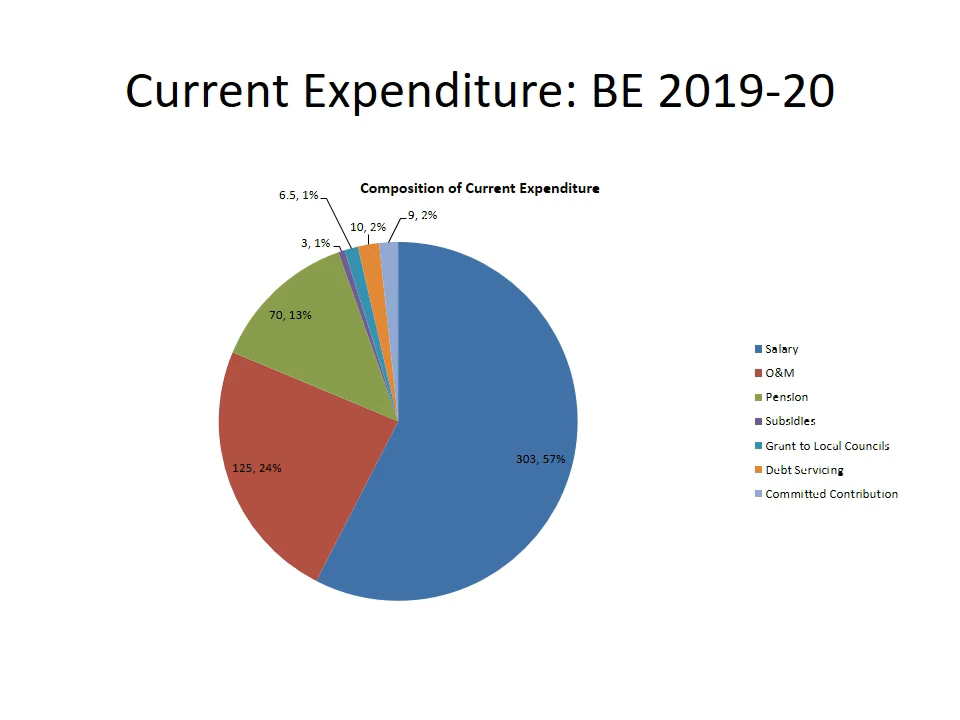 Current Expenditure: BE 2019-20
Composition of Current Expenditure
6.5, 1%
9, 2%
10, 2%
3, 1%
70, 13%
303, 57%
125, 24%
Salary
O&M
Pension
Subsidies
Grant to Local Councils
Debt Servicing
Committed Contribution